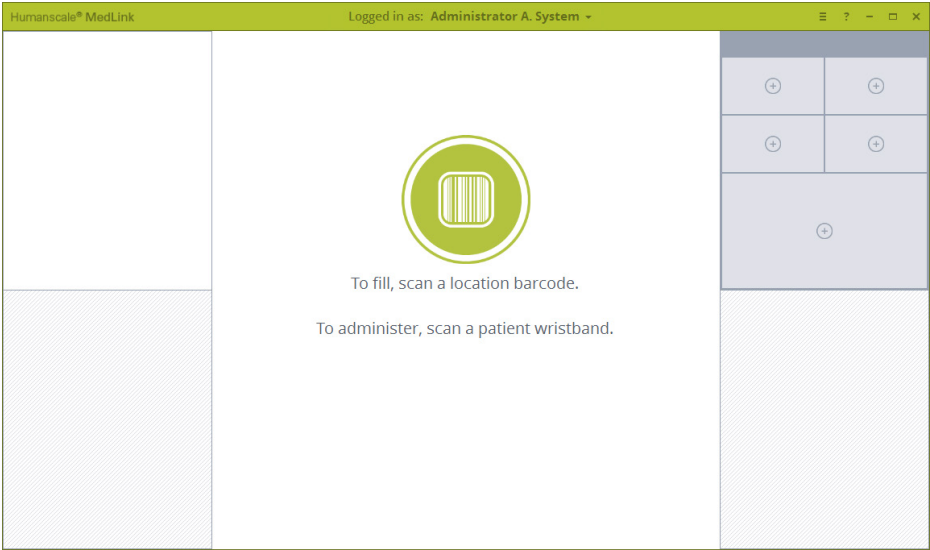 Humanscale® MedLink
Logged in as: Administrator A. System
?
To fill, scan a location barcode.
To administer, scan a patient wristband.